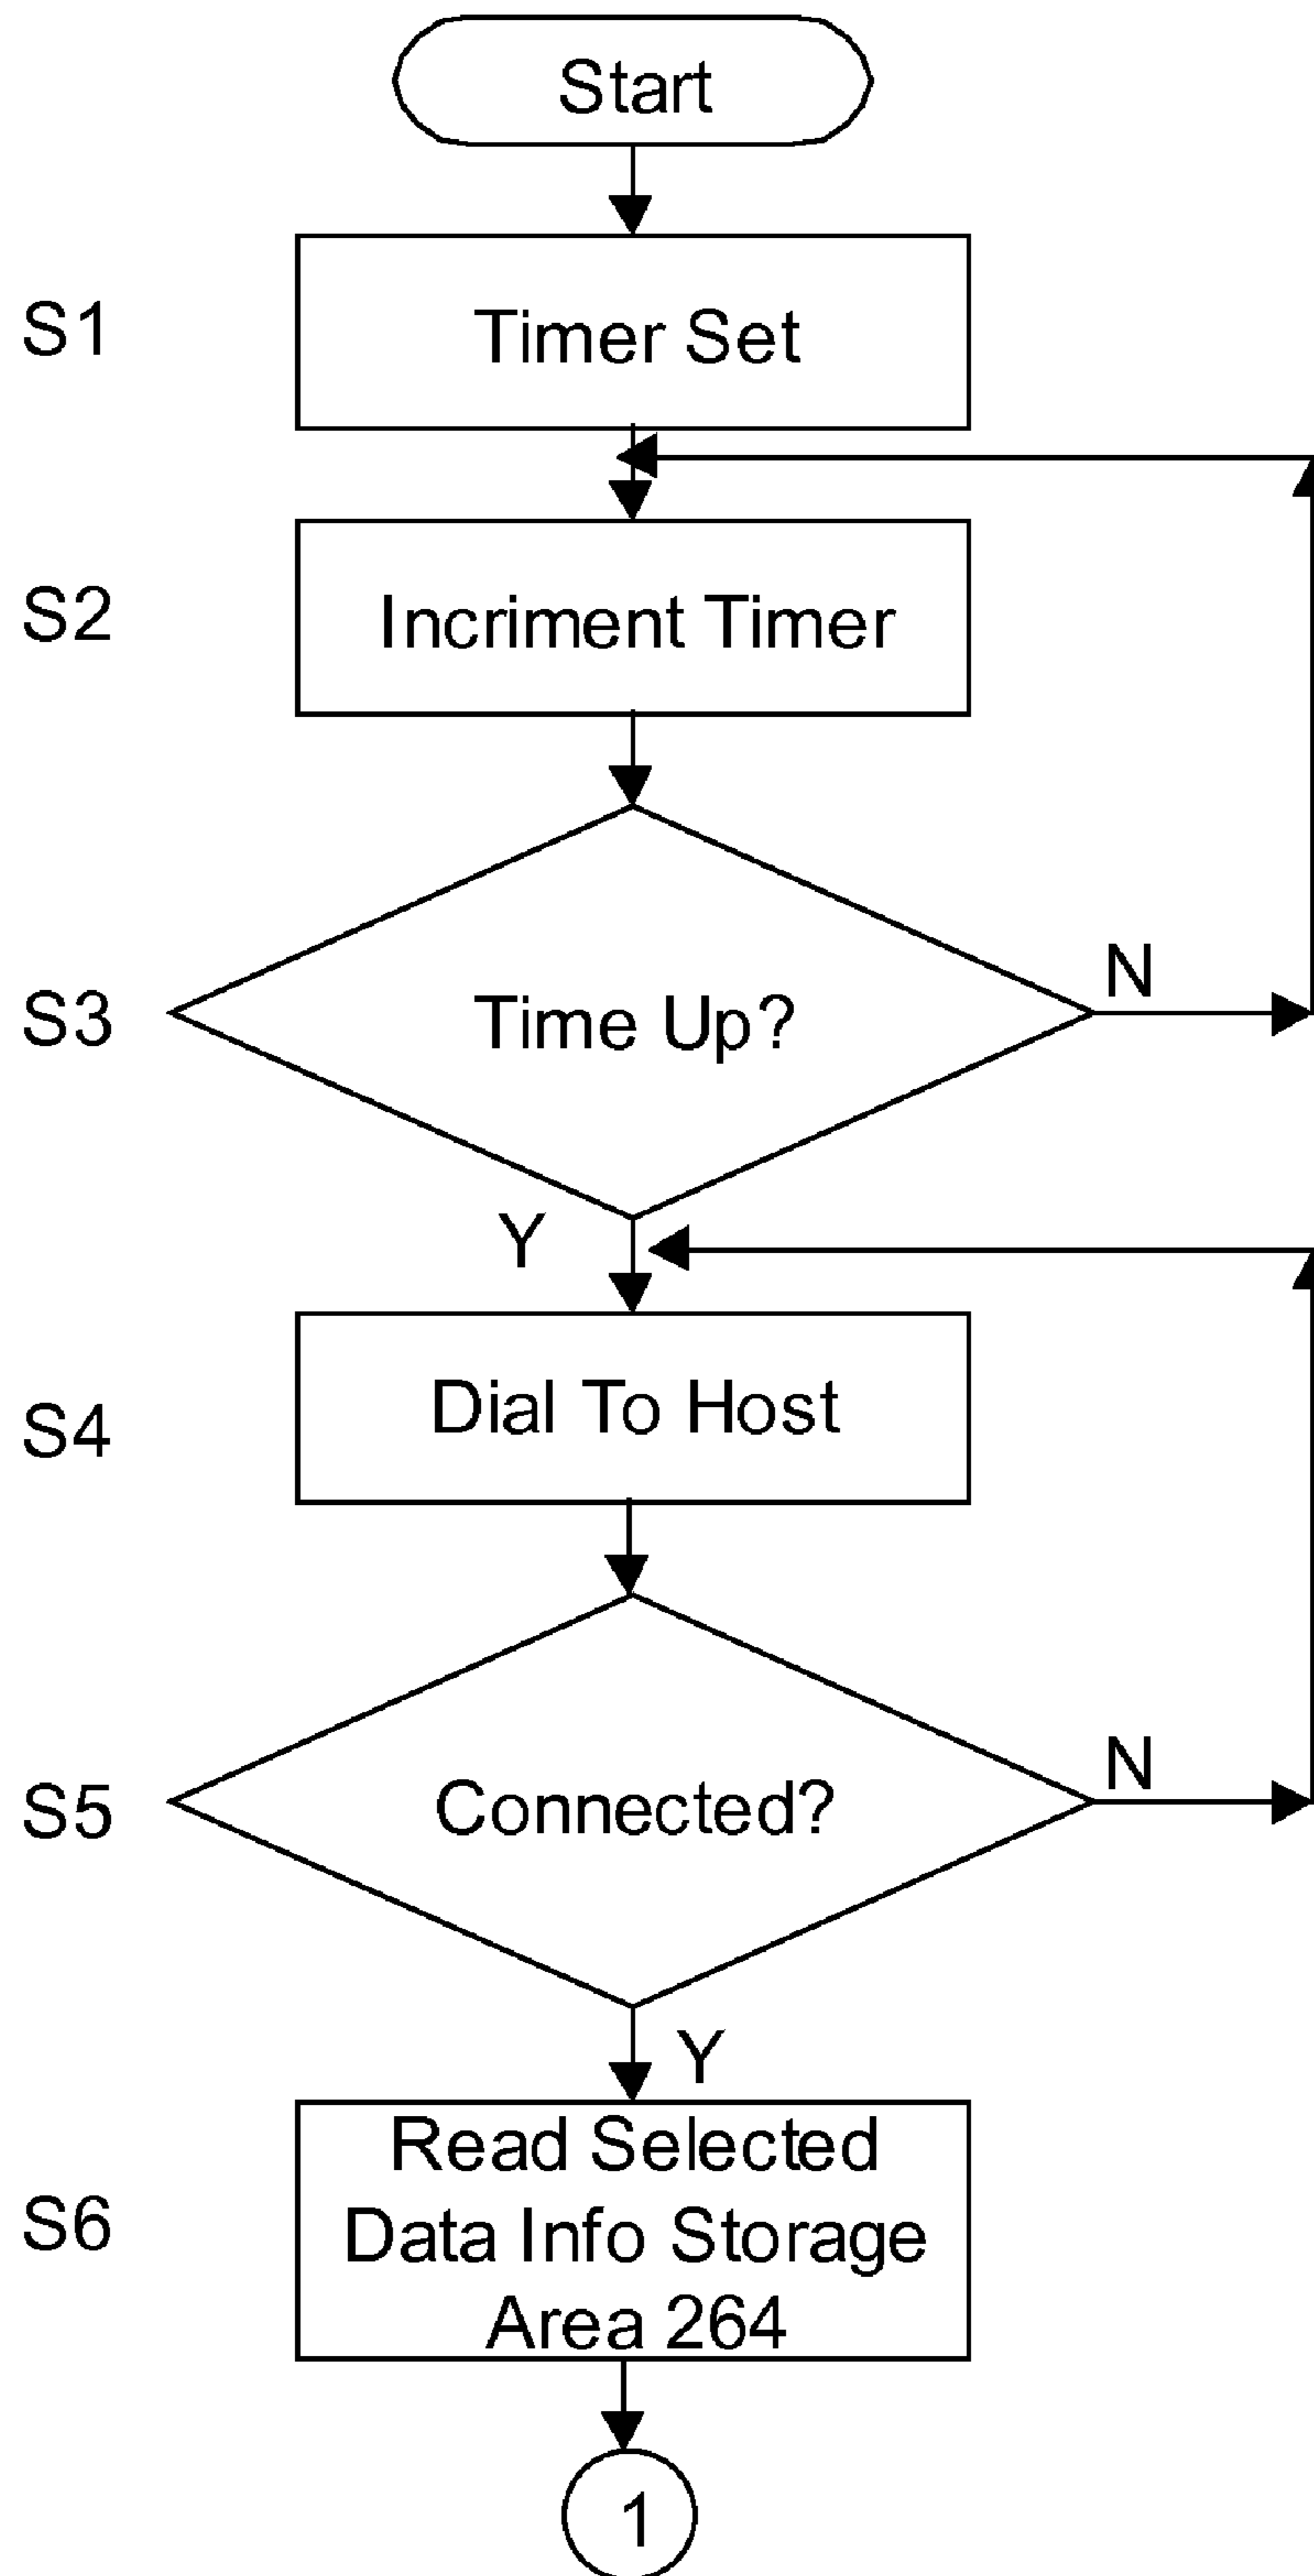 Start
S1
Timer Set
S2
Incriment Timer
S3
Time Up?
N
Y
S4
Dial To Host
S5
Connected?
N
Y
S6
Read Selected
Data Info Storage
Area 264
1